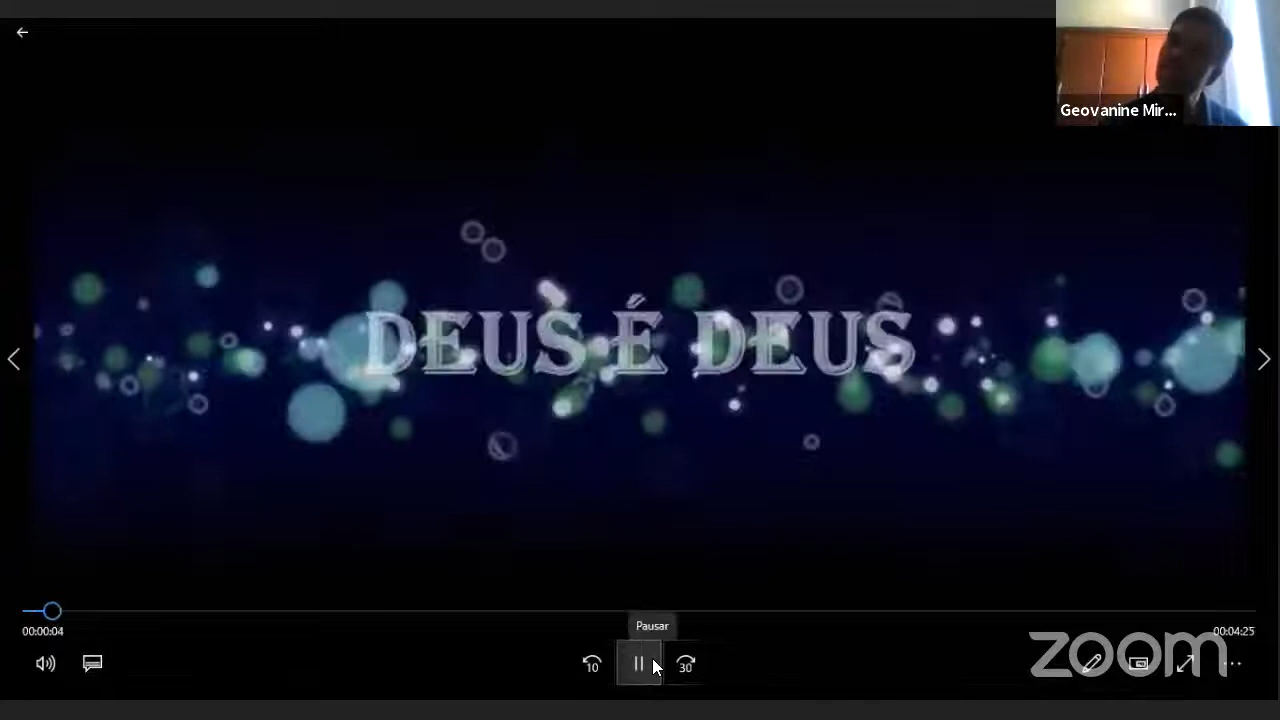 Geovanine Mir...
DEUS É DEUS
Pausar
00:00:04
00:04:25
10
30
zoom